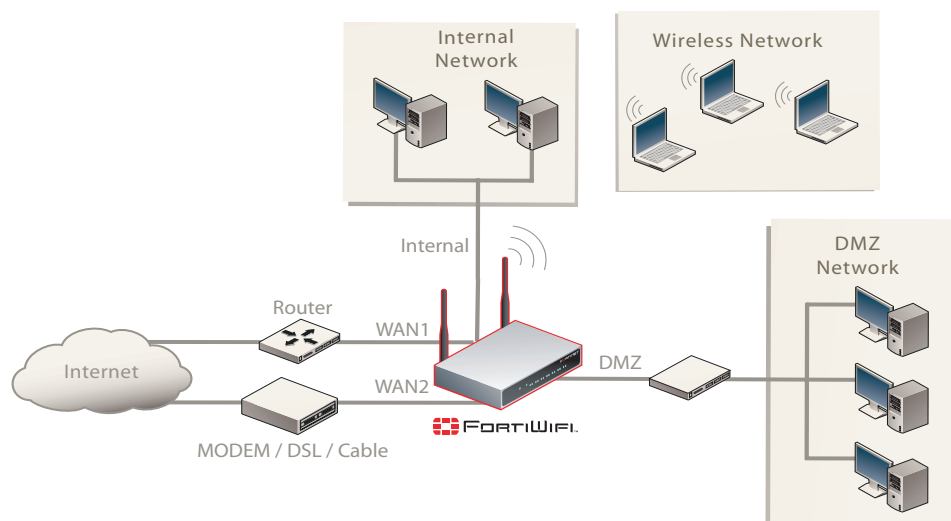 Internal
Network
Wireless Network
Internal
DMZ
Network
Router
WAN1
Internet
DMZ
WAN2
FORTIWIFI
MODEM / DSL / Cable